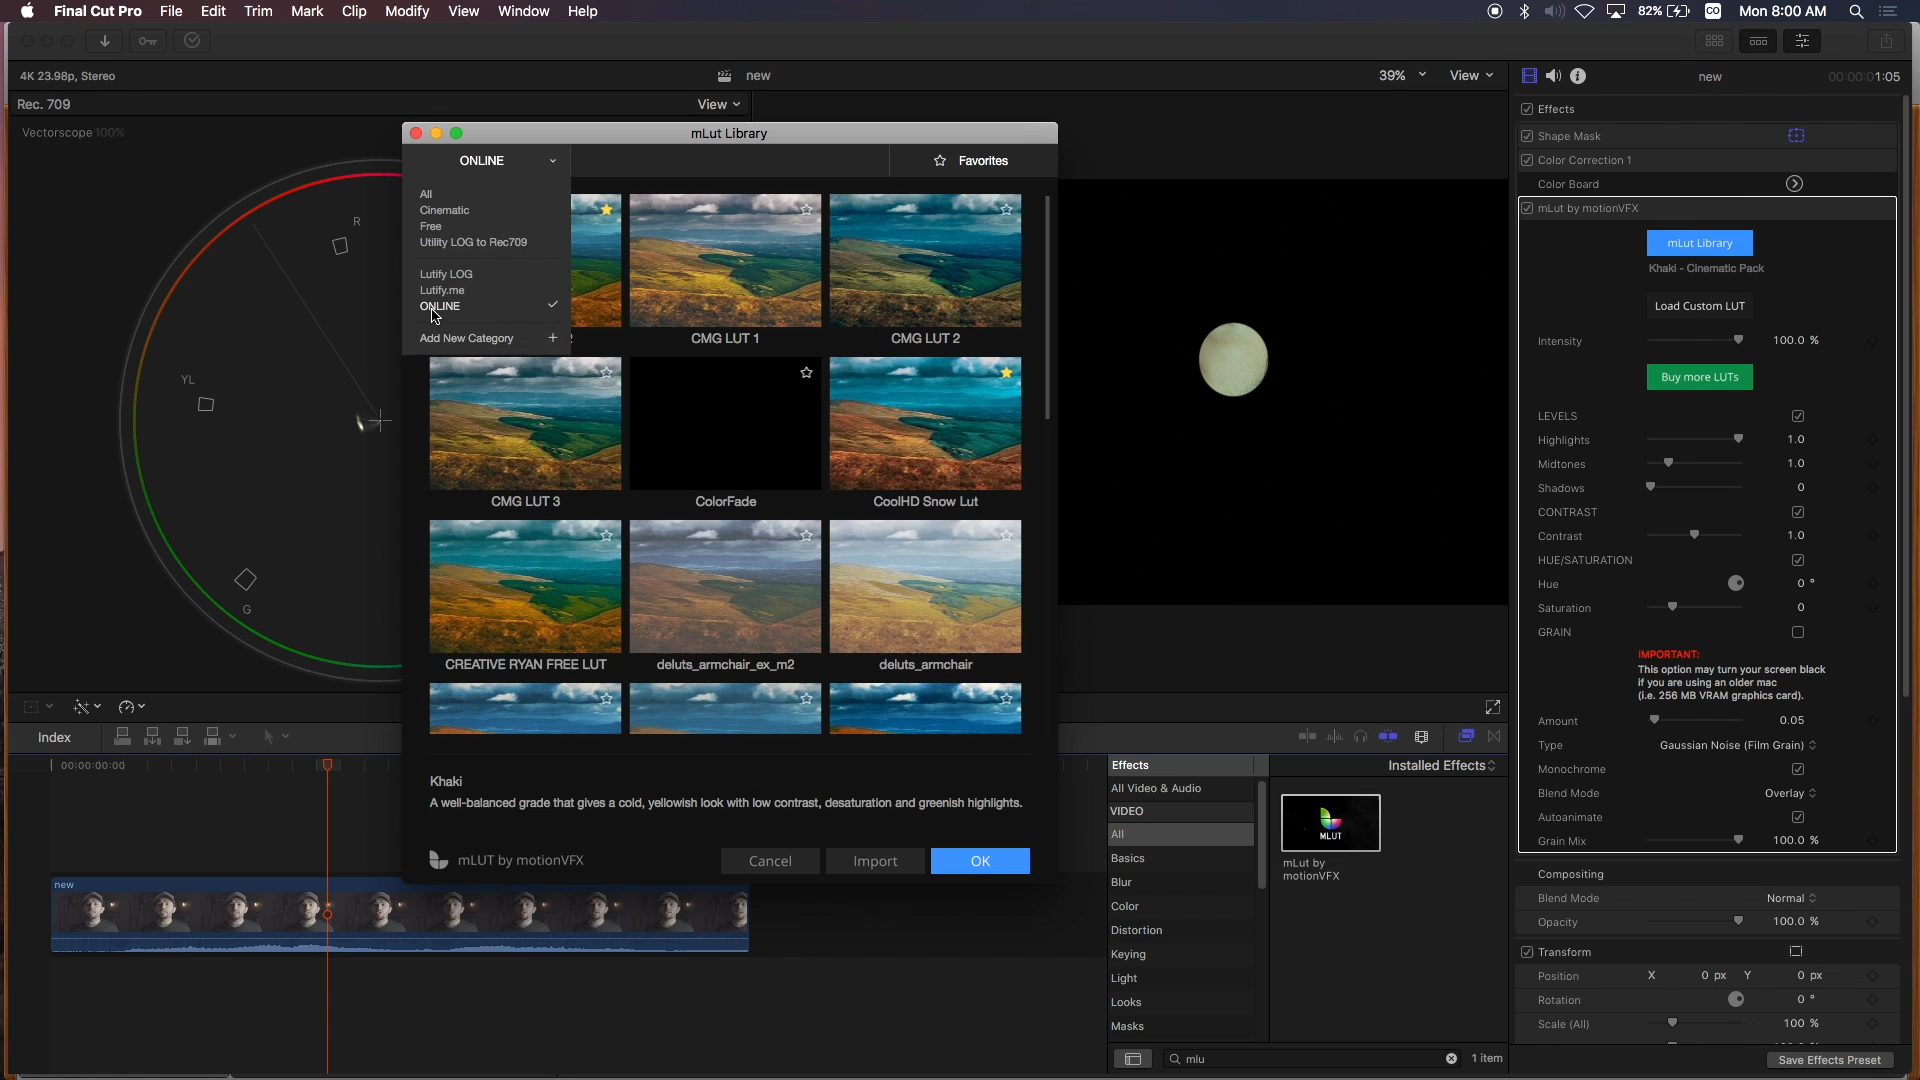 Final Cut Pro File Edit Trim Mark Clip Modify View Window Help
82% CO Mon 8:00 AM
4K 23.98p, Stereo
new
39% View
new
00:00:01:05
Rec. 709
View
Vectorscope 100%
R
YL
G
mLut Library
ONLINE
Favorites
All
Cinematic
Free
Utility LOG to Rec709
Lutify LOG
Lutify.me
ONLINE
Add New Category +
2
CMG LUT 1
CMG LUT 2
CMG LUT 3
ColorFade
CoolHD Snow Lut
CREATIVE RYAN FREE LUT
deluts_armchair_ex_m2
deluts_armchair
Khaki
A well-balanced grade that gives a cold, yellowish look with low contrast, desaturation and greenish highlights.
mLUT by motionVFX
Cancel
Import
OK
Effects
Shape Mask
Color Correction 1
Color Board
mLut by motionVFX
mLut Library
Khaki - Cinematic Pack
Load Custom LUT
Intensity 100.0 %
Buy more LUTs
LEVELS
Highlights 1.0
Midtones 1.0
Shadows 0
CONTRAST
Contrast 1.0
HUE/SATURATION
Hue 0 °
Saturation 0
GRAIN
IMPORTANT:
This option may turn your screen black
if you are using an older mac
(i.e. 256 MB VRAM graphics card).
Amount 0.05
Type Gaussian Noise (Film Grain)
Monochrome
Blend Mode Overlay
Autoanimate
Grain Mix 100.0 %
Compositing
Blend Mode Normal
Opacity 100.0 %
Transform
Position X 0 px Y 0 px
Rotation 0 °
Scale (All) 100 %
Save Effects Preset
Index
00:00:00:00
new
Effects
Installed Effects
All Video & Audio
VIDEO
All
Basics
Blur
Color
Distortion
Keying
Light
Looks
Masks
MLUT
mLut by
motionVFX
mlu
1 item